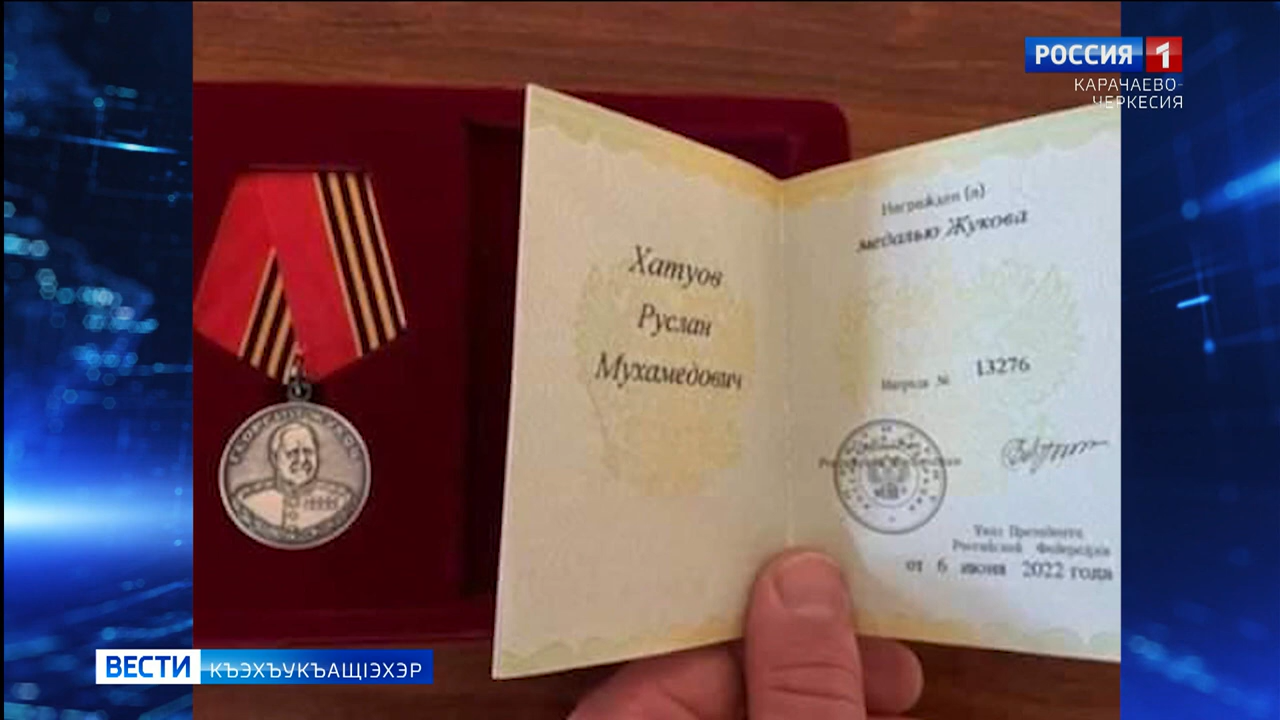 РОССИЯ 1
КАРАЧАЕВО-
ЧЕРКЕСИЯ
Хатуов
Руслан
Мухамедович
Награжден (а)
медалью Жукова
Награда № 13276
Указ Президента
Российской Федерации
от 6 июня 2022 года
ВЕСТИ КЪЭХЪУКЪАЩIЭХЭР